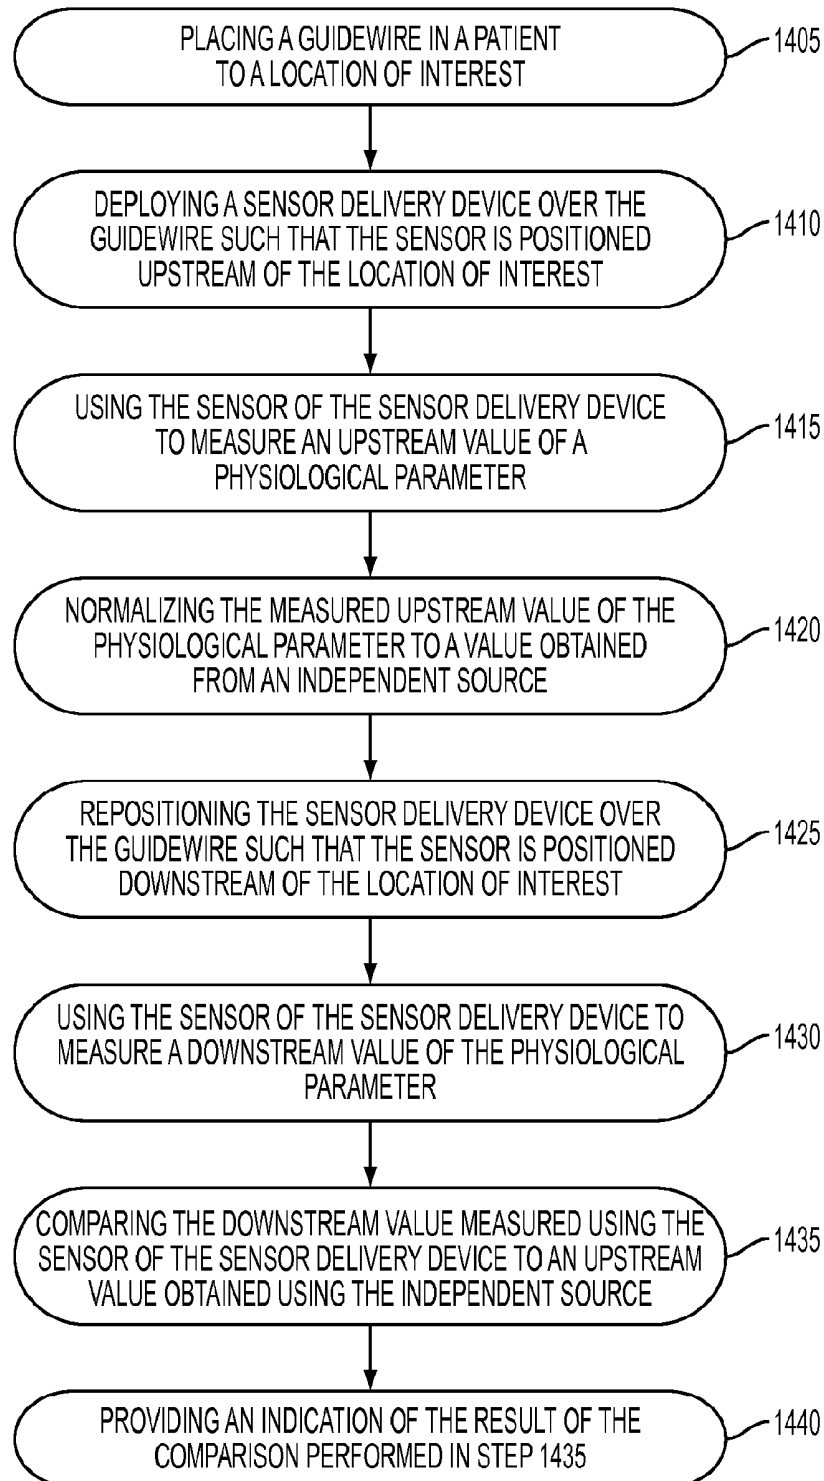 PLACING A GUIDEWIRE IN A PATIENT
TO A LOCATION OF INTEREST
1405
DEPLOYING A SENSOR DELIVERY DEVICE OVER THE
GUIDEWIRE SUCH THAT THE SENSOR IS POSITIONED
UPSTREAM OF THE LOCATION OF INTEREST
1410
USING THE SENSOR OF THE SENSOR DELIVERY DEVICE
TO MEASURE AN UPSTREAM VALUE OF A
PHYSIOLOGICAL PARAMETER
1415
NORMALIZING THE MEASURED UPSTREAM VALUE OF THE
PHYSIOLOGICAL PARAMETER TO A VALUE OBTAINED
FROM AN INDEPENDENT SOURCE
1420
REPOSITIONING THE SENSOR DELIVERY DEVICE OVER
THE GUIDEWIRE SUCH THAT THE SENSOR IS POSITIONED
DOWNSTREAM OF THE LOCATION OF INTEREST
1425
USING THE SENSOR OF THE SENSOR DELIVERY DEVICE TO
MEASURE A DOWNSTREAM VALUE OF THE PHYSIOLOGICAL
PARAMETER
1430
COMPARING THE DOWNSTREAM VALUE MEASURED USING THE
SENSOR OF THE SENSOR DELIVERY DEVICE TO AN UPSTREAM
VALUE OBTAINED USING THE INDEPENDENT SOURCE
1435
PROVIDING AN INDICATION OF THE RESULT OF THE
COMPARISON PERFORMED IN STEP 1435
1440